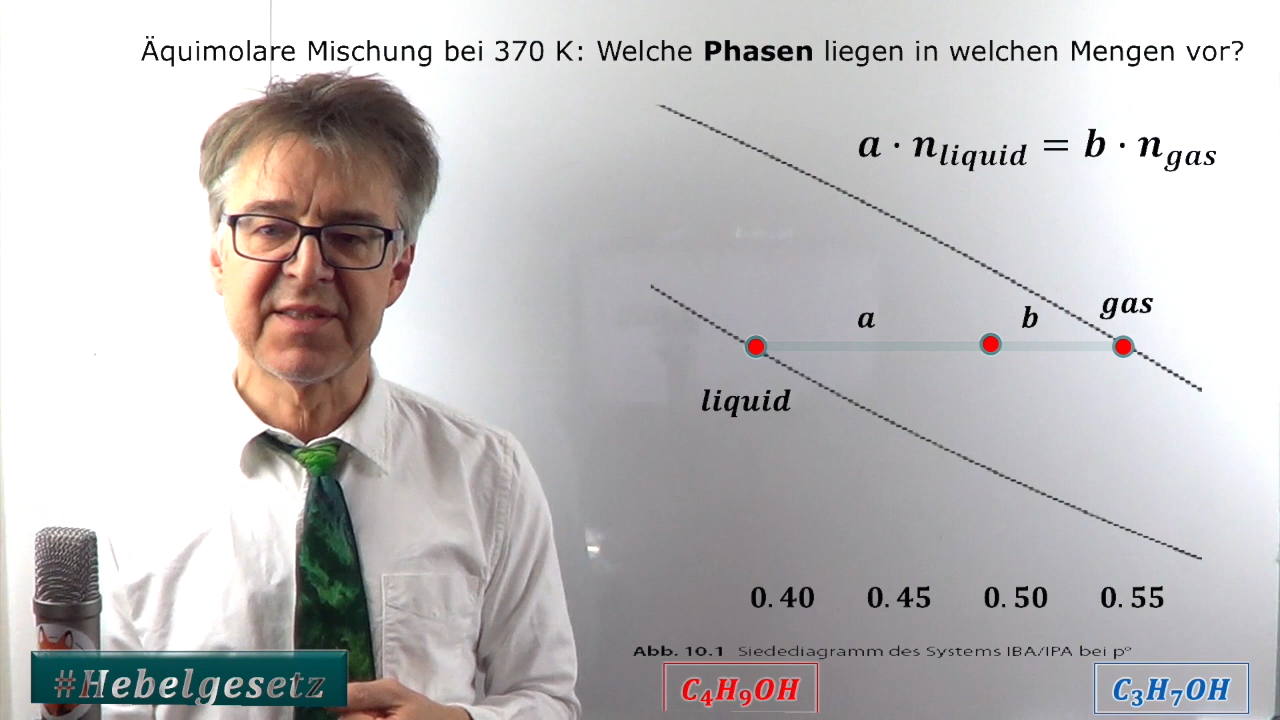 Äquimolare Mischung bei 370 K: Welche Phasen liegen in welchen Mengen vor?
a · n_liquid = b · n_gas
gas
a
b
liquid
0.40 0.45 0.50 0.55
Abb. 10.1 Siedediagramm des Systems IBA/IPA bei p°
#Hebelgesetz
C₄H₉OH
C₃H₇OH